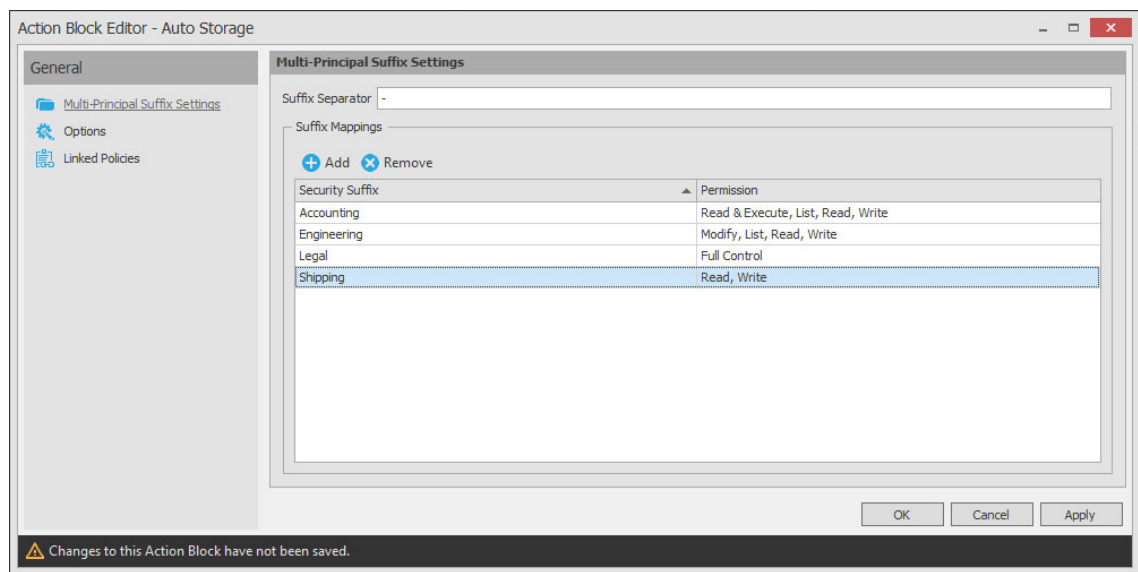 Action Block Editor - Auto Storage
General
Multi-Principal Suffix Settings
Options
Linked Policies
Multi-Principal Suffix Settings
Suffix Separator -
Suffix Mappings
Add Remove
Security Suffix Permission
Accounting Read & Execute, List, Read, Write
Engineering Modify, List, Read, Write
Legal Full Control
Shipping Read, Write
OK Cancel Apply
Changes to this Action Block have not been saved.